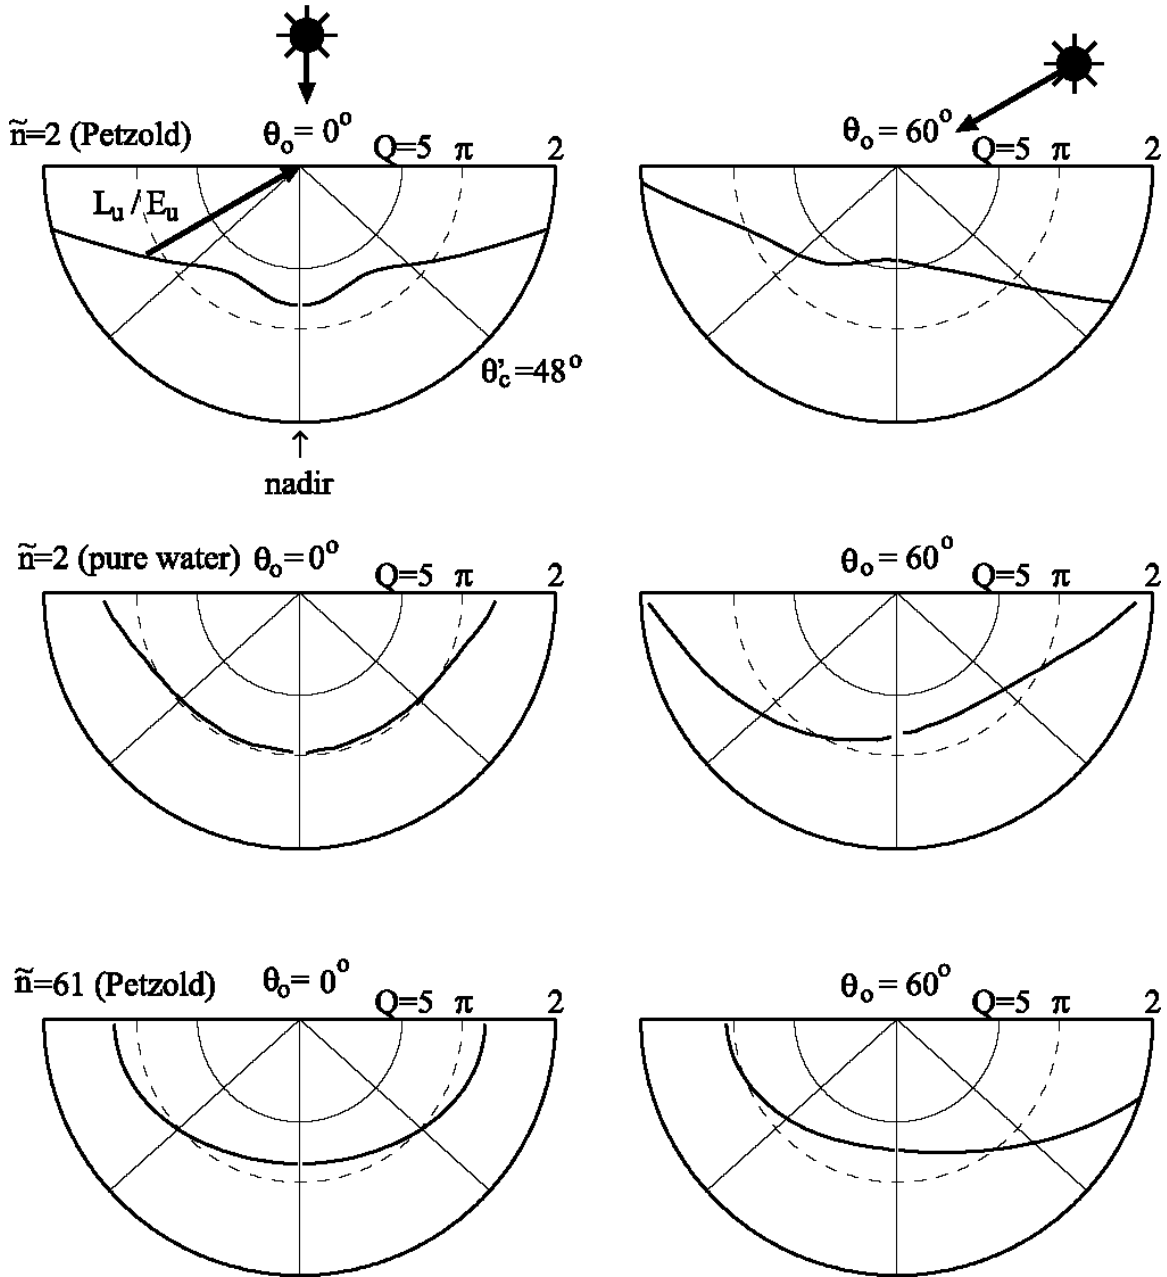 ñ=2 (Petzold) θo = 0° Q=5 π 2
θo = 60° Q=5 π 2
Lu / Eu
θ'c =48°
↑
nadir
ñ=2 (pure water) θo = 0° Q=5 π 2
θo = 60° Q=5 π 2
ñ=61 (Petzold) θo = 0° Q=5 π 2
θo = 60° Q=5 π 2